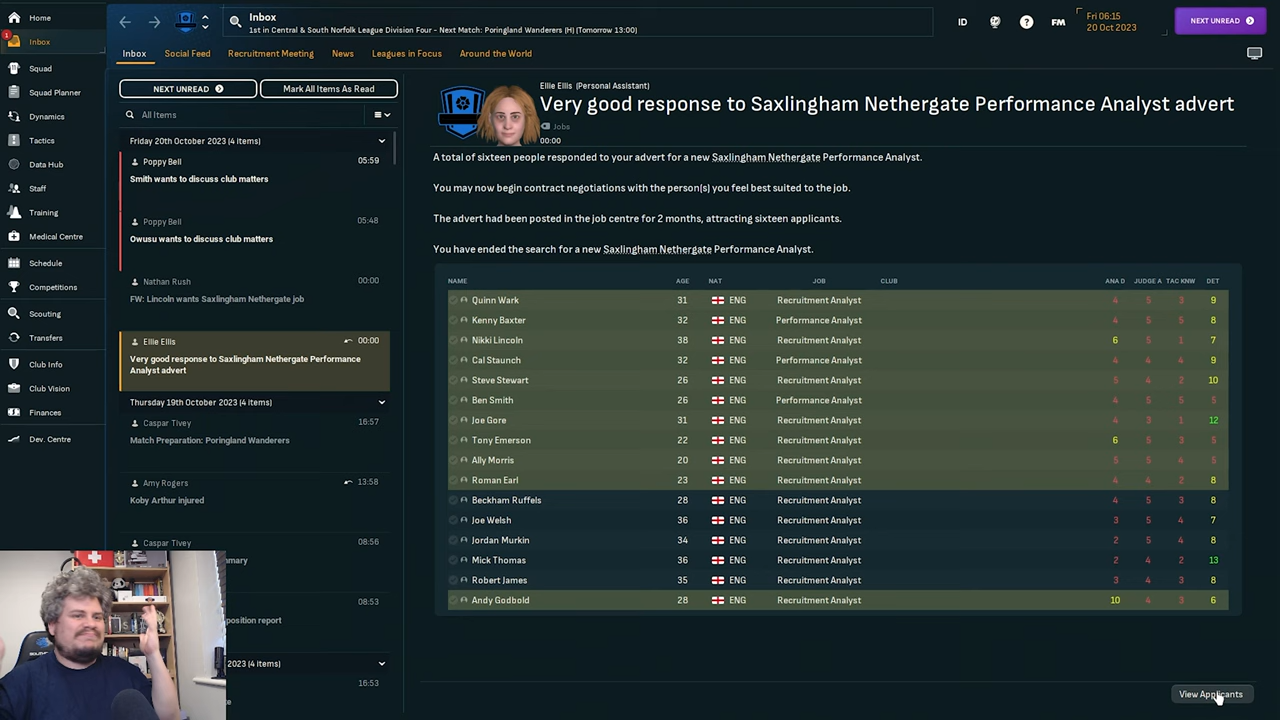 Home
Inbox
1st in Central & South Norfolk League Division Four - Next Match: Poringland Wanderers (H) (Tomorrow 13:00)
ID
?
FM
Fri 06:15
20 Oct 2023
NEXT UNREAD
1
Inbox
Squad
Squad Planner
Dynamics
Tactics
Data Hub
Staff
Training
Medical Centre
Schedule
Competitions
Scouting
Transfers
Club Info
Club Vision
Finances
Dev. Centre
Inbox
Social Feed
Recruitment Meeting
News
Leagues in Focus
Around the World
NEXT UNREAD
Mark All Items As Read
All Items
Friday 20th October 2023 (4 items)
Poppy Bell 05:59
Smith wants to discuss club matters
Poppy Bell 05:48
Owusu wants to discuss club matters
Nathan Rush 00:00
FW: Lincoln wants Saxlingham Nethergate job
Ellie Ellis 00:00
Very good response to Saxlingham Nethergate Performance
Analyst advert
Thursday 19th October 2023 (4 items)
Caspar Tivey 16:57
Match Preparation: Poringland Wanderers
Amy Rogers 13:58
Koby Arthur injured
Caspar Tivey 08:56
08:53
position report
2023 (4 items)
16:53
Ellie Ellis (Personal Assistant)
Very good response to Saxlingham Nethergate Performance Analyst advert
Jobs
00:00
A total of sixteen people responded to your advert for a new Saxlingham Nethergate Performance Analyst.
You may now begin contract negotiations with the person(s) you feel best suited to the job.
The advert had been posted in the job centre for 2 months, attracting sixteen applicants.
You have ended the search for a new Saxlingham Nethergate Performance Analyst.
NAME AGE NAT JOB CLUB ANA D JUDGE A TAC KNW DET
Quinn Wark 31 ENG Recruitment Analyst 4 5 3 9
Kenny Baxter 32 ENG Performance Analyst 4 5 5 8
Nikki Lincoln 38 ENG Recruitment Analyst 6 5 1 7
Cal Staunch 32 ENG Performance Analyst 4 4 4 9
Steve Stewart 26 ENG Recruitment Analyst 5 4 2 10
Ben Smith 26 ENG Performance Analyst 4 5 5 5
Joe Gore 31 ENG Recruitment Analyst 4 3 1 12
Tony Emerson 22 ENG Recruitment Analyst 6 5 3 5
Ally Morris 20 ENG Recruitment Analyst 5 5 4 5
Roman Earl 23 ENG Recruitment Analyst 4 4 2 8
Beckham Ruffels 28 ENG Recruitment Analyst 4 5 3 8
Joe Welsh 36 ENG Recruitment Analyst 3 5 4 7
Jordan Murkin 34 ENG Recruitment Analyst 2 5 4 8
Mick Thomas 36 ENG Recruitment Analyst 2 4 2 13
Robert James 35 ENG Recruitment Analyst 3 4 3 8
Andy Godbold 28 ENG Recruitment Analyst 10 4 3 6
View Applicants